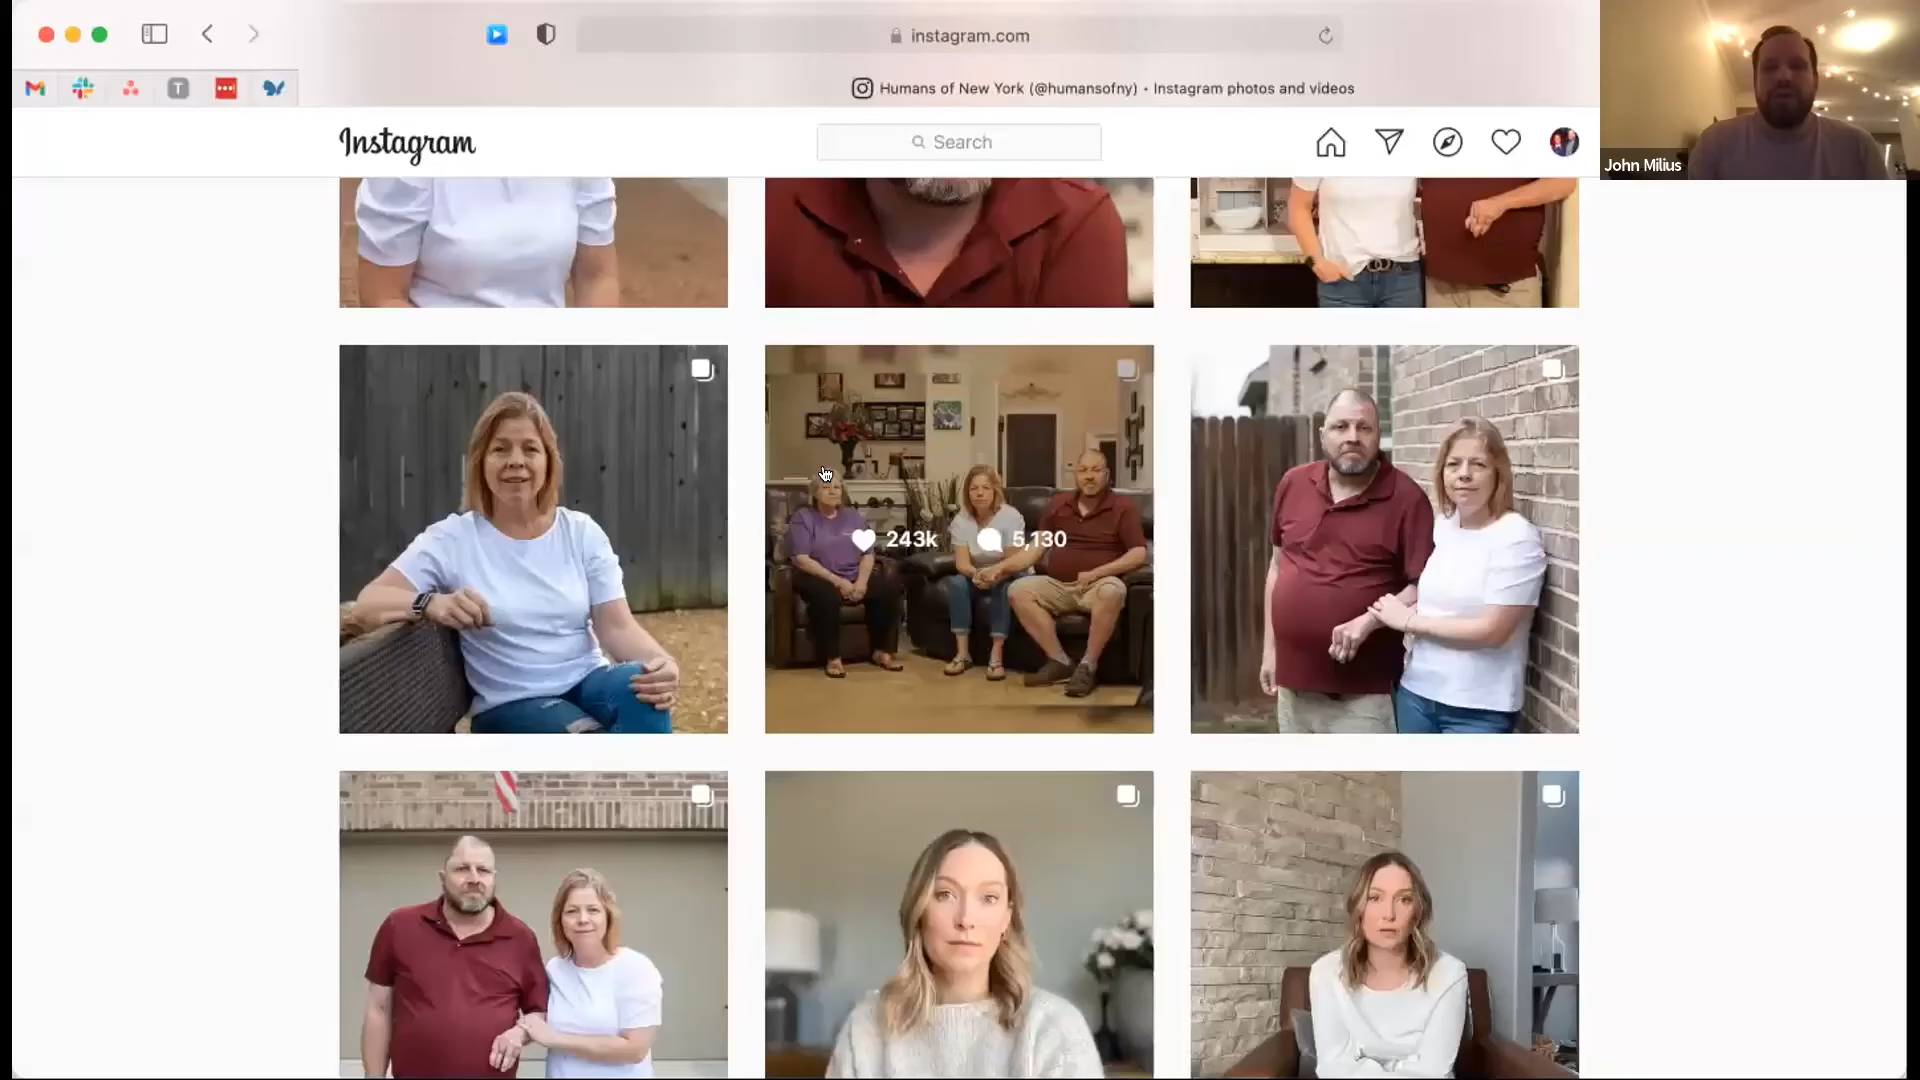 instagram.com
T
Humans of New York (@humansofny) • Instagram photos and videos
Instagram
Search
John Milius
243k 5,130